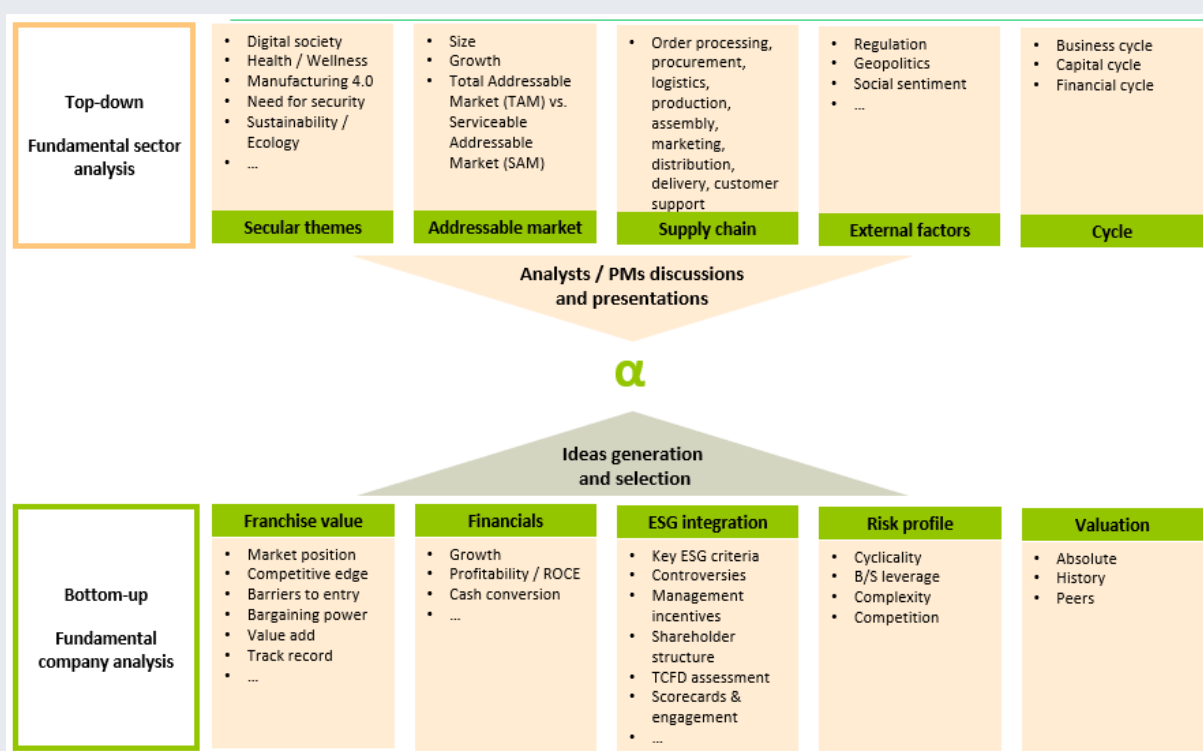 Top-down
Fundamental sector
analysis
• Digital society
• Health / Wellness
• Manufacturing 4.0
• Need for security
• Sustainability /
Ecology
• ...
Secular themes
• Size
• Growth
• Total Addressable
Market (TAM) vs.
Serviceable
Addressable
Market (SAM)
Addressable market
• Order processing,
procurement,
logistics,
production,
assembly,
marketing,
distribution,
delivery, customer
support
Supply chain
• Regulation
• Geopolitics
• Social sentiment
• ...
External factors
• Business cycle
• Capital cycle
• Financial cycle
Cycle
Analysts / PMs discussions
and presentations
α
Ideas generation
and selection
Bottom-up
Fundamental
company analysis
Franchise value
• Market position
• Competitive edge
• Barriers to entry
• Bargaining power
• Value add
• Track record
• ...
Financials
• Growth
• Profitability / ROCE
• Cash conversion
• ...
ESG integration
• Key ESG criteria
• Controversies
• Management
incentives
• Shareholder
structure
• TCFD assessment
• Scorecards &
engagement
• ...
Risk profile
• Cyclicality
• B/S leverage
• Complexity
• Competition
Valuation
• Absolute
• History
• Peers